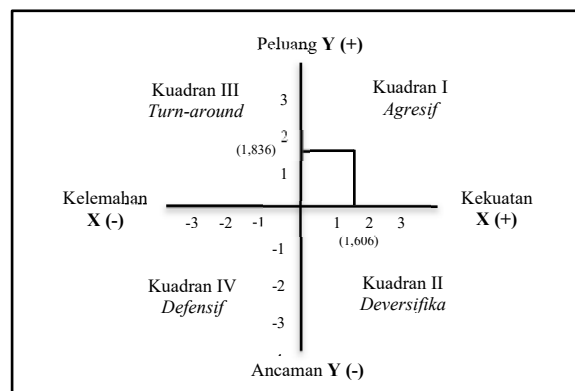 Peluang Y (+)
Kuadran III
Turn-around
Kuadran I
Agresif
3
2
(1,836)
1
Kelemahan
X (-)
Kekuatan
X (+)
-3 -2 -1
1 2 3
(1,606)
-1
-2
-3
Kuadran IV
Defensif
Kuadran II
Deversifika
Ancaman Y (-)